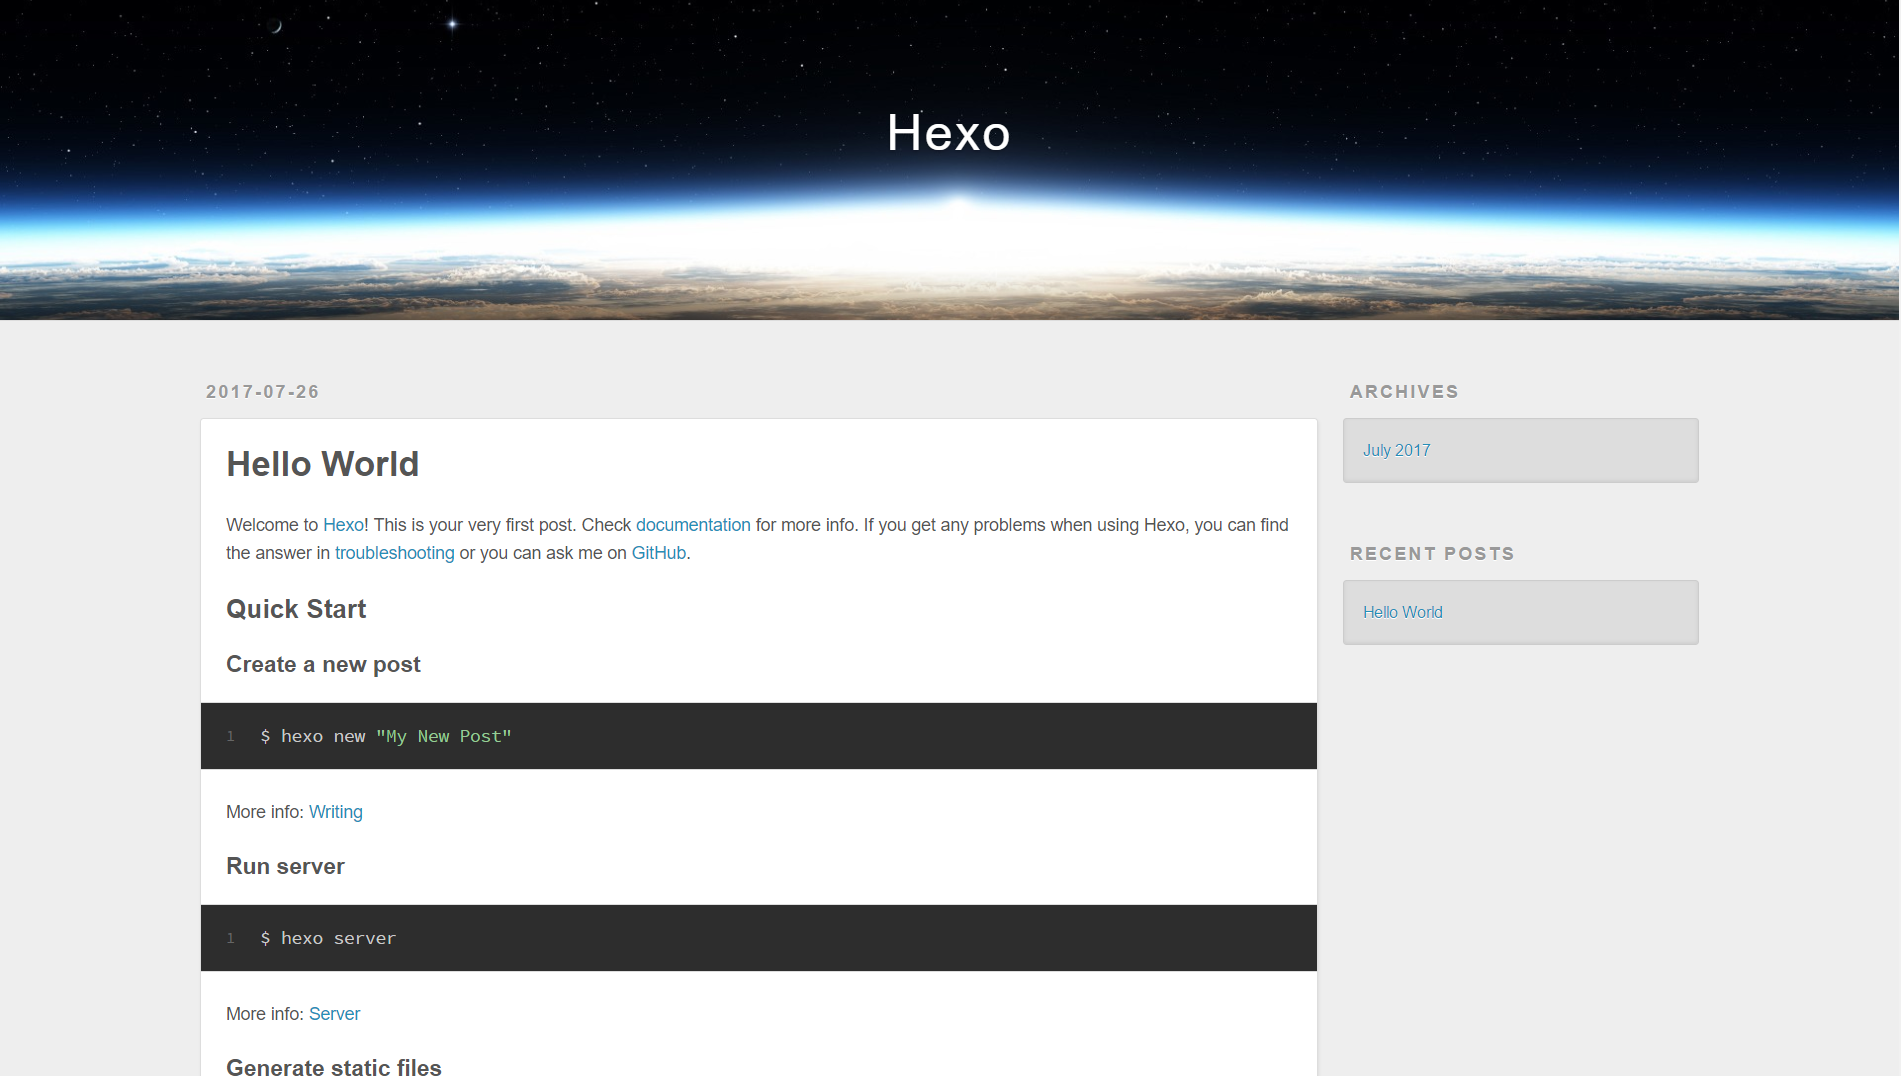 Hexo
2017-07-26
Hello World
Welcome to Hexo! This is your very first post. Check documentation for more info. If you get any problems when using Hexo, you can find
the answer in troubleshooting or you can ask me on GitHub.
Quick Start
Create a new post
1 $ hexo new "My New Post"
More info: Writing
Run server
1 $ hexo server
More info: Server
Generate static files
ARCHIVES
July 2017
RECENT POSTS
Hello World